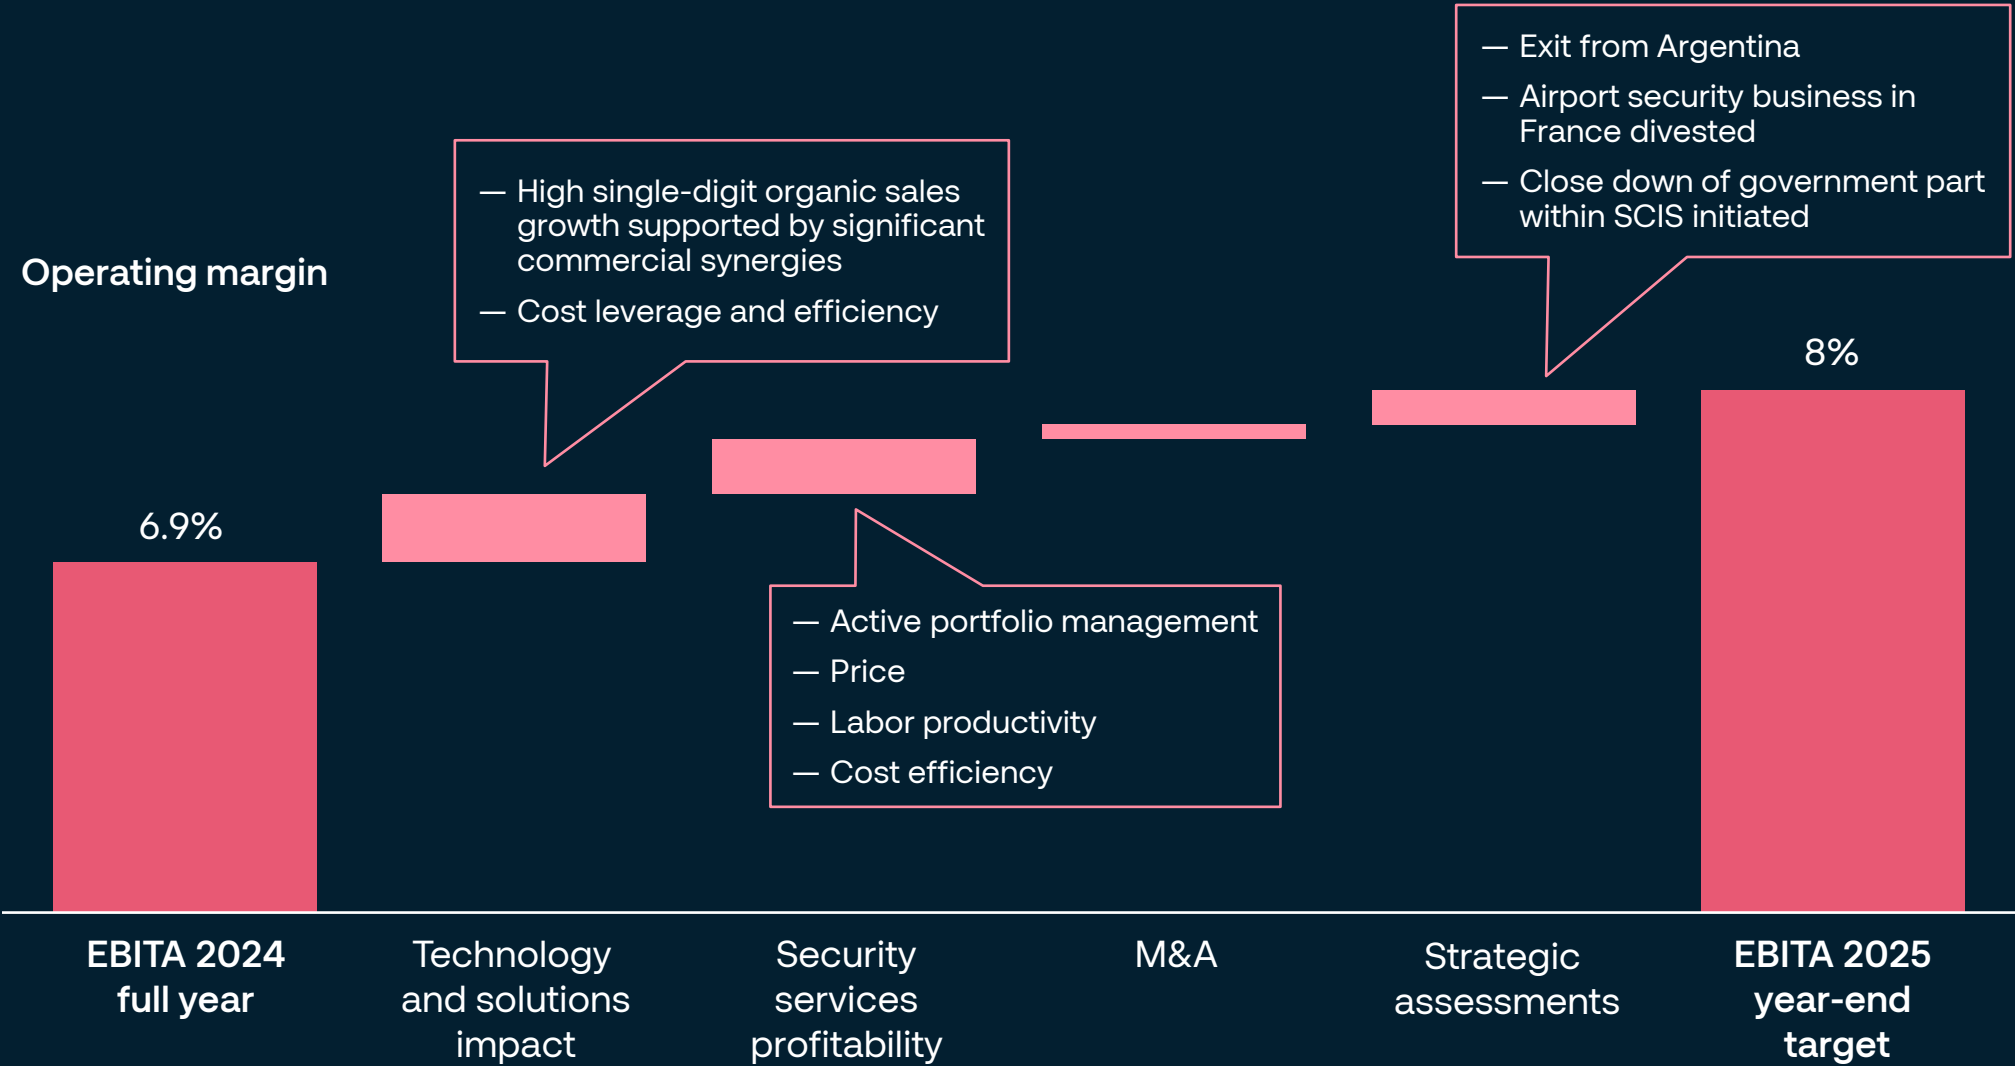 Operating margin
— High single-digit organic sales
growth supported by significant
commercial synergies
— Cost leverage and efficiency
— Exit from Argentina
— Airport security business in
France divested
— Close down of government part
within SCIS initiated
6.9%
8%
— Active portfolio management
— Price
— Labor productivity
— Cost efficiency
EBITA 2024
full year
Technology
and solutions
impact
Security
services
profitability
M&A
Strategic
assessments
EBITA 2025
year-end
target